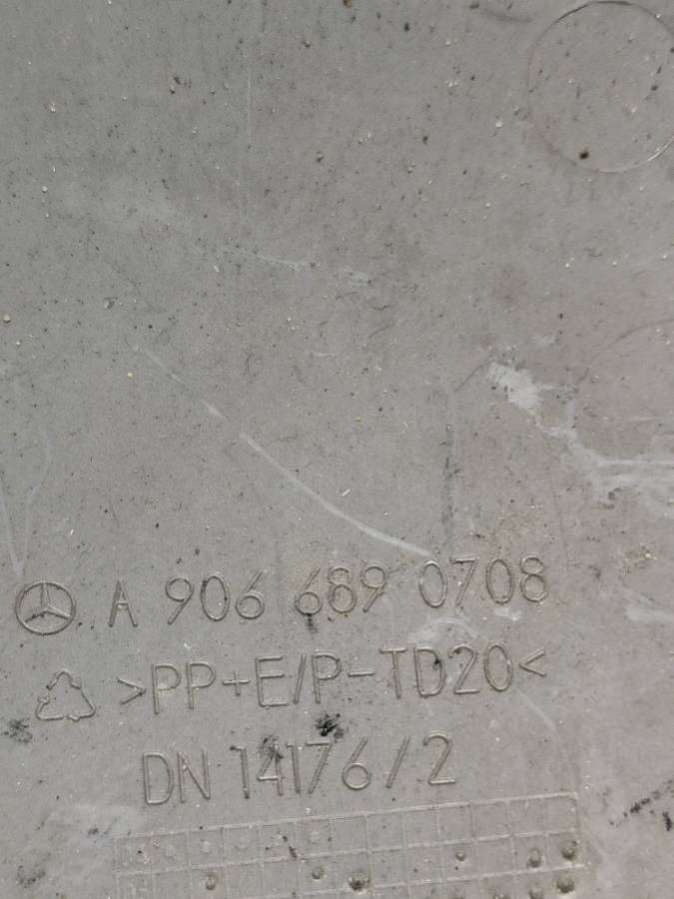 A 906 689 0708
>PP+E/P-TD20<
DN 14176/2